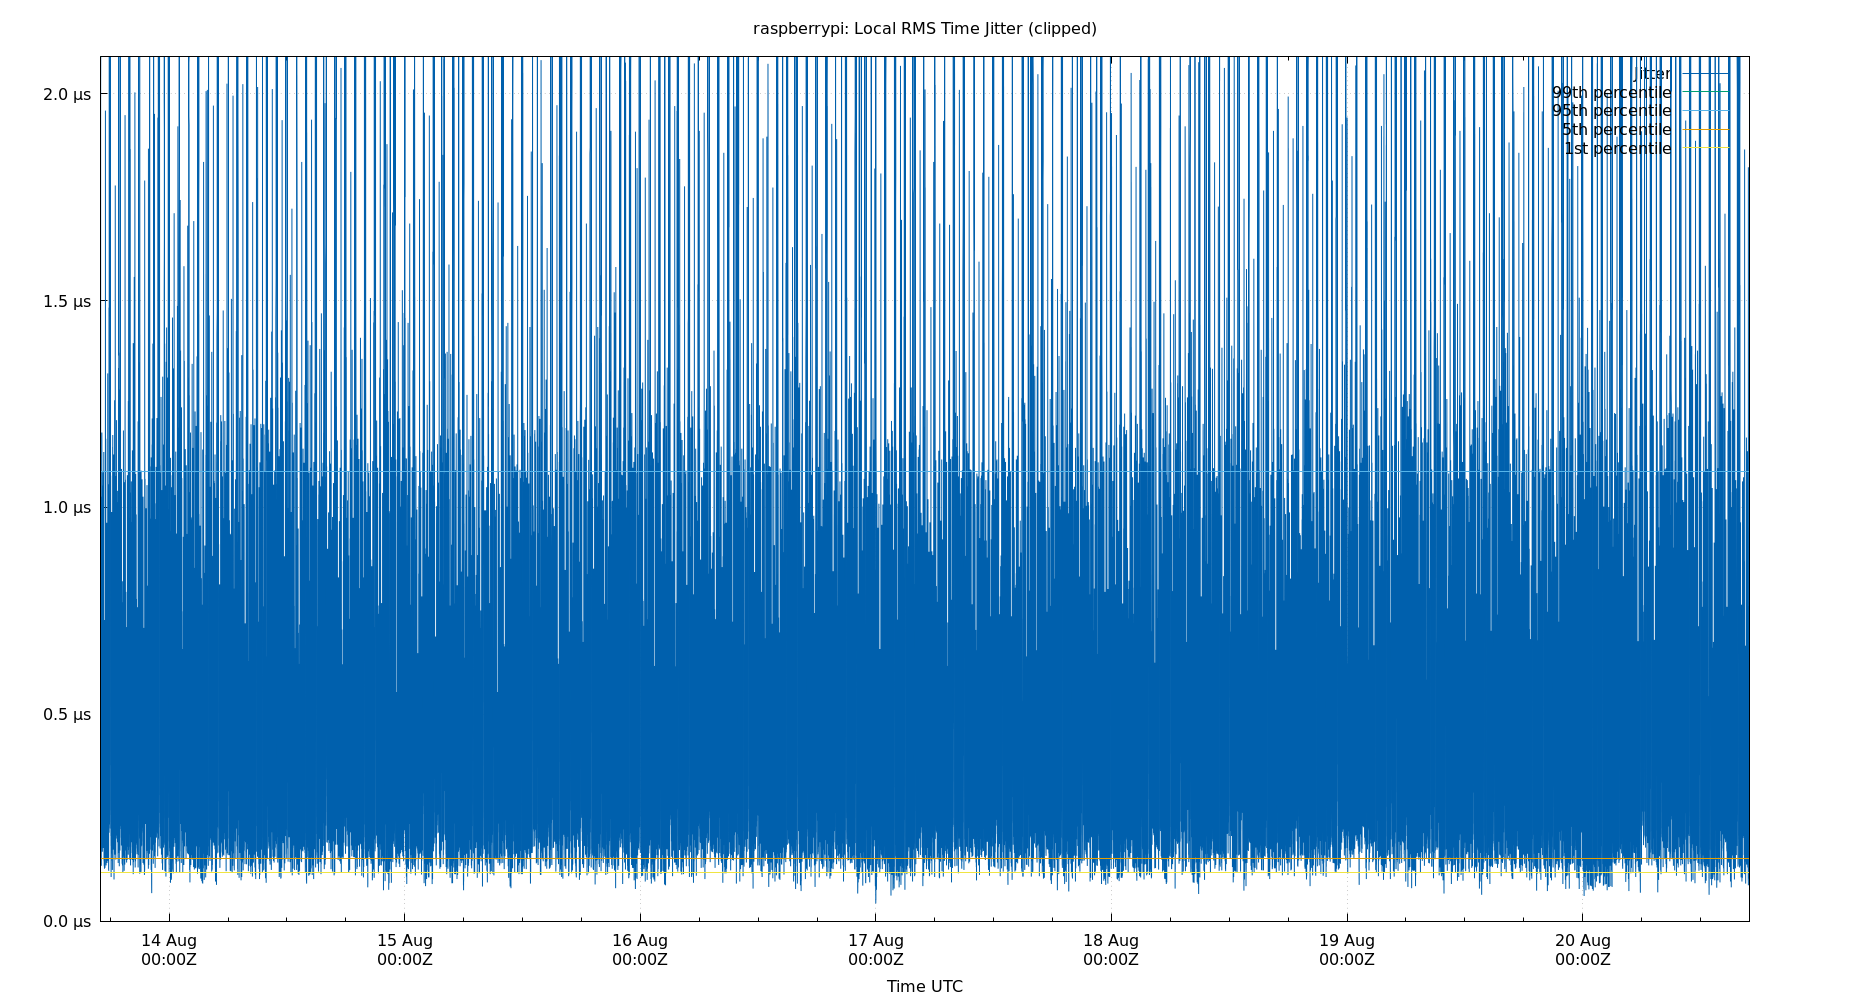 raspberrypi: Local RMS Time Jitter (clipped)
jitter
2.0 µs
99th percentile
95th percentile
5th percentile
1st percentile
1.5 µs
1.0 µs
0.5 µs
0.0 µs
14 Aug 15 Aug 16 Aug 17 Aug 18 Aug 19 Aug 20 Aug
00:00Z 00:00Z 00:00Z 00:00Z 00:00Z 00:00Z 00:00Z
Time UTC